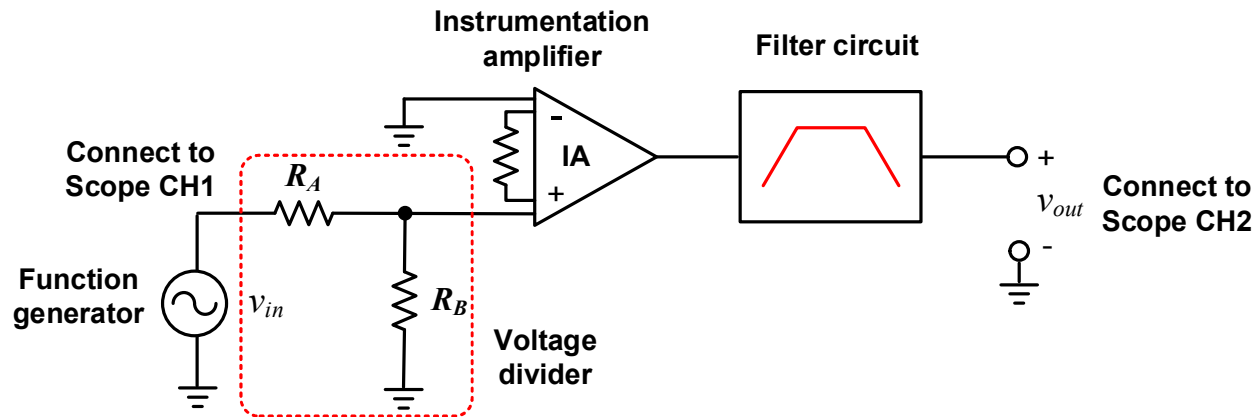 Instrumentation
amplifier
Filter circuit
Connect to
Scope CH1
R_A
-
IA
+
+
v_out
-
Connect to
Scope CH2
Function
generator
v_in
R_B
Voltage
divider